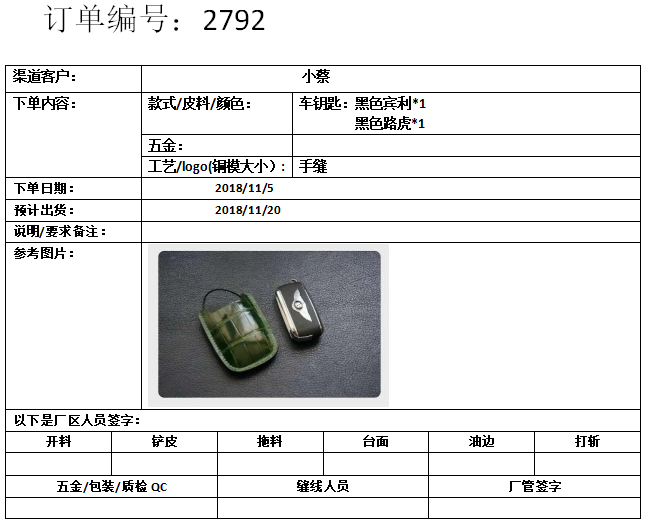 订单编号：2792
渠道客户： 小蔡
下单内容： 款式/皮料/颜色： 车钥匙：黑色宾利*1
黑色路虎*1
五金：
工艺/logo(铜模大小）： 手缝
下单日期： 2018/11/5
预计出货： 2018/11/20
说明/要求备注：
参考图片：
以下是厂区人员签字：
开料 铲皮 拖料 台面 油边 打斩
五金/包装/质检 QC 缝线人员 厂管签字